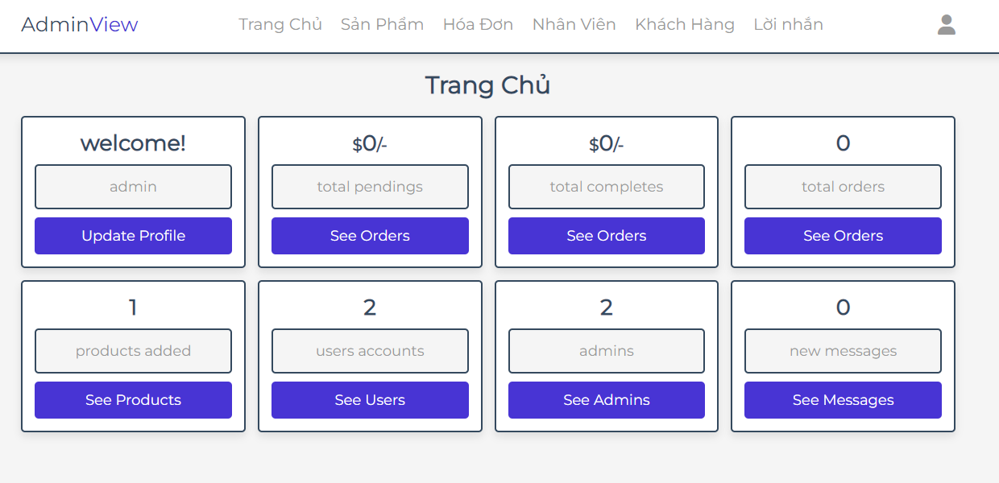 AdminView
Trang Chủ Sản Phẩm Hóa Đơn Nhân Viên Khách Hàng Lời nhắn
Trang Chủ
welcome!
admin
Update Profile
$0/-
total pendings
See Orders
$0/-
total completes
See Orders
0
total orders
See Orders
1
products added
See Products
2
users accounts
See Users
2
admins
See Admins
0
new messages
See Messages